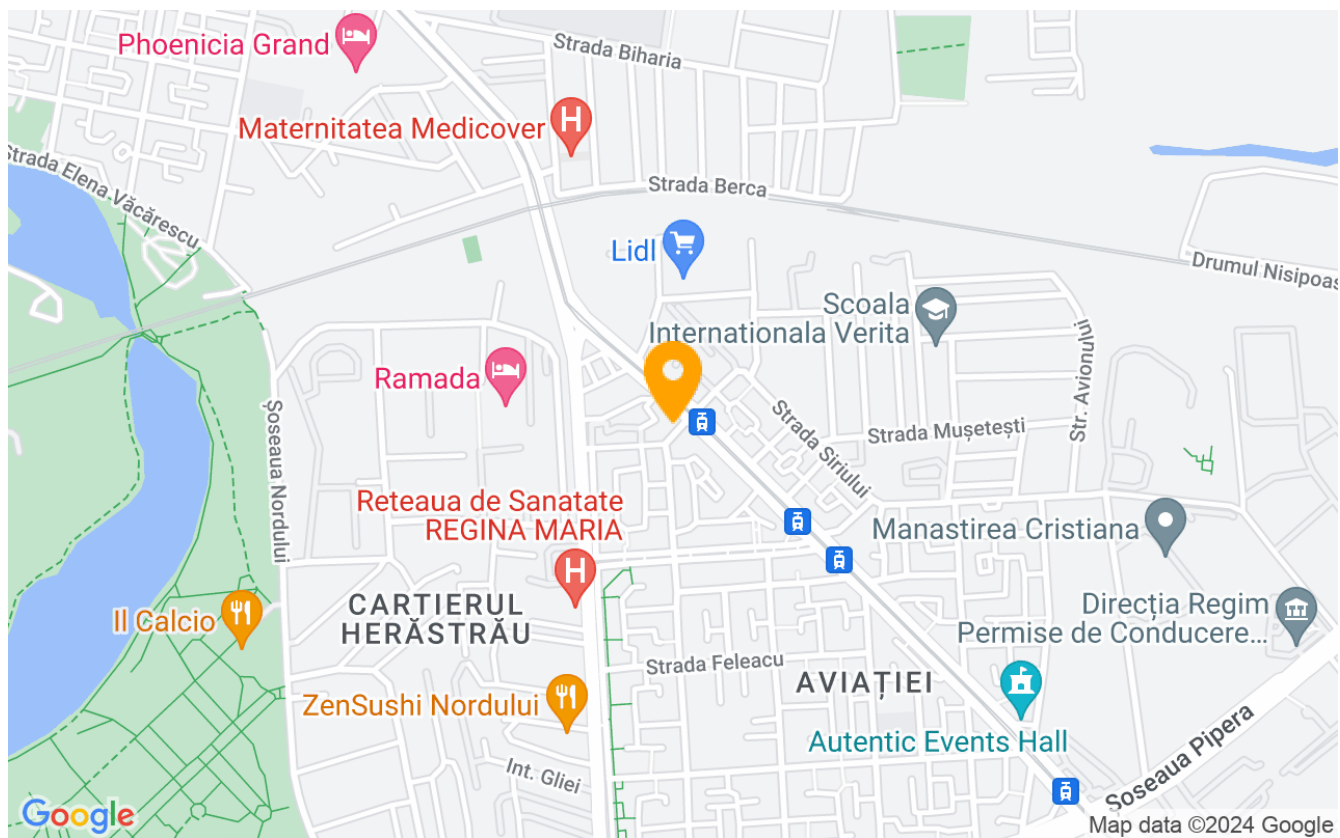 Phoenicia Grand
Strada Biharia
Maternitatea Medicover
Strada Elena Văcărescu
Strada Berca
Lidl
Drumul Nisipoas
Scoala
Internationala Verita
Str. Avionului
Ramada
Șoseaua Nordului
Strada Siriului
Strada Mușetești
Reteaua de Sanatate
REGINA MARIA
Manastirea Cristiana
CARTIERUL
HERĂSTRĂU
Il Calcio
Direcția Regim
Permise de Conducere...
Strada Feleacu
AVIAȚIEI
ZenSushi Nordului
Autentic Events Hall
Int. Gliei
Soseaua Pipera
Google
Map data ©2024 Google